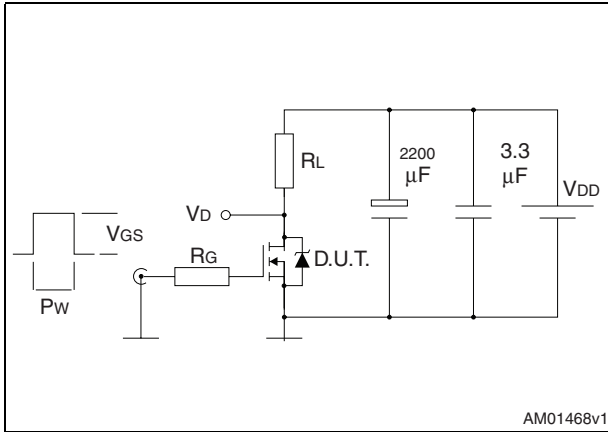 RL
2200
μF
3.3
μF
VDD
VD
VGS
RG
D.U.T.
PW
AM01468v1